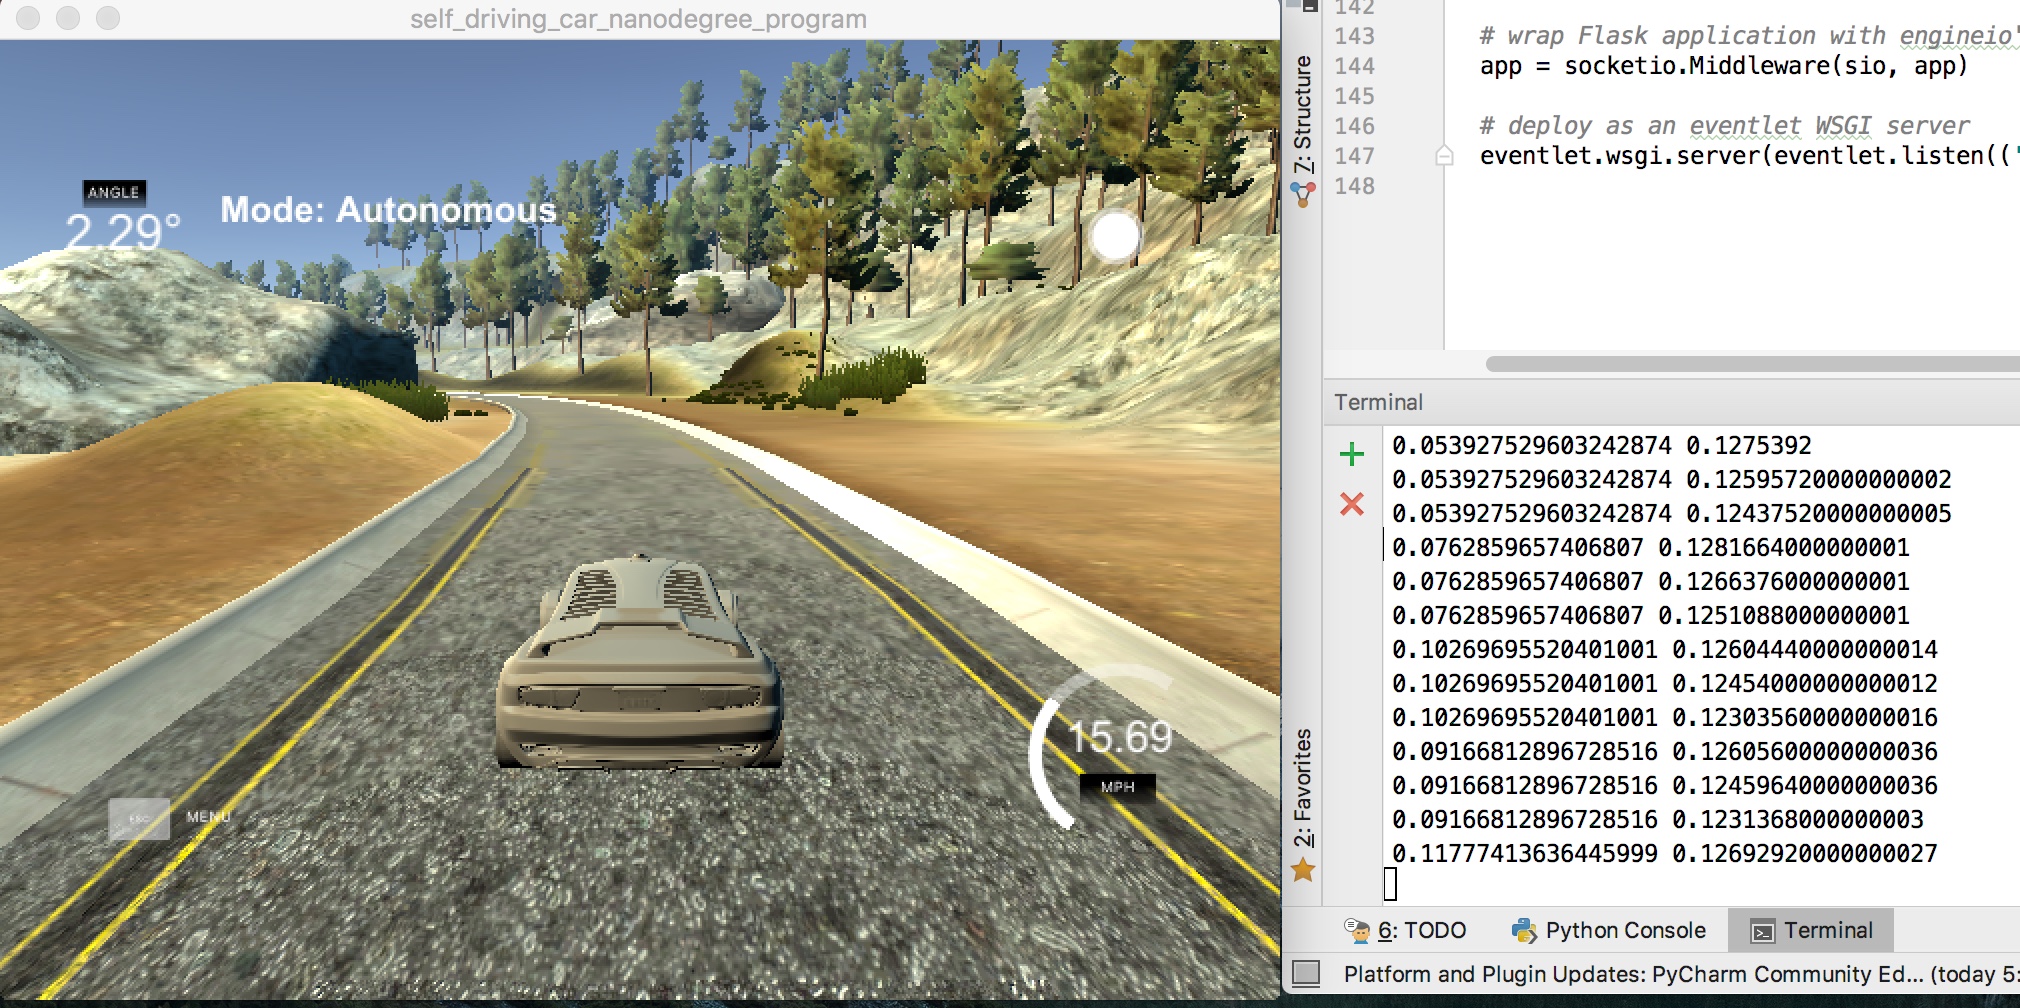 self_driving_car_nanodegree_program
ANGLE
2.29°
Mode: Autonomous
15.69
MPH
ESC
MENU
7: Structure
2: Favorites
142
143 # wrap Flask application with engineio'
144 app = socketio.Middleware(sio, app)
145
146 # deploy as an eventlet WSGI server
147 eventlet.wsgi.server(eventlet.listen(('
148
Terminal
0.053927529603242874 0.1275392
0.053927529603242874 0.12595720000000002
0.053927529603242874 0.12437520000000005
0.0762859657406807 0.1281664000000001
0.0762859657406807 0.1266376000000001
0.0762859657406807 0.1251088000000001
0.10269695520401001 0.12604440000000014
0.10269695520401001 0.12454000000000012
0.10269695520401001 0.12303560000000016
0.09166812896728516 0.12605600000000036
0.09166812896728516 0.12459640000000036
0.09166812896728516 0.1231368000000003
0.11777413636445999 0.12692920000000027
6: TODO Python Console Terminal
Platform and Plugin Updates: PyCharm Community Ed... (today 5: